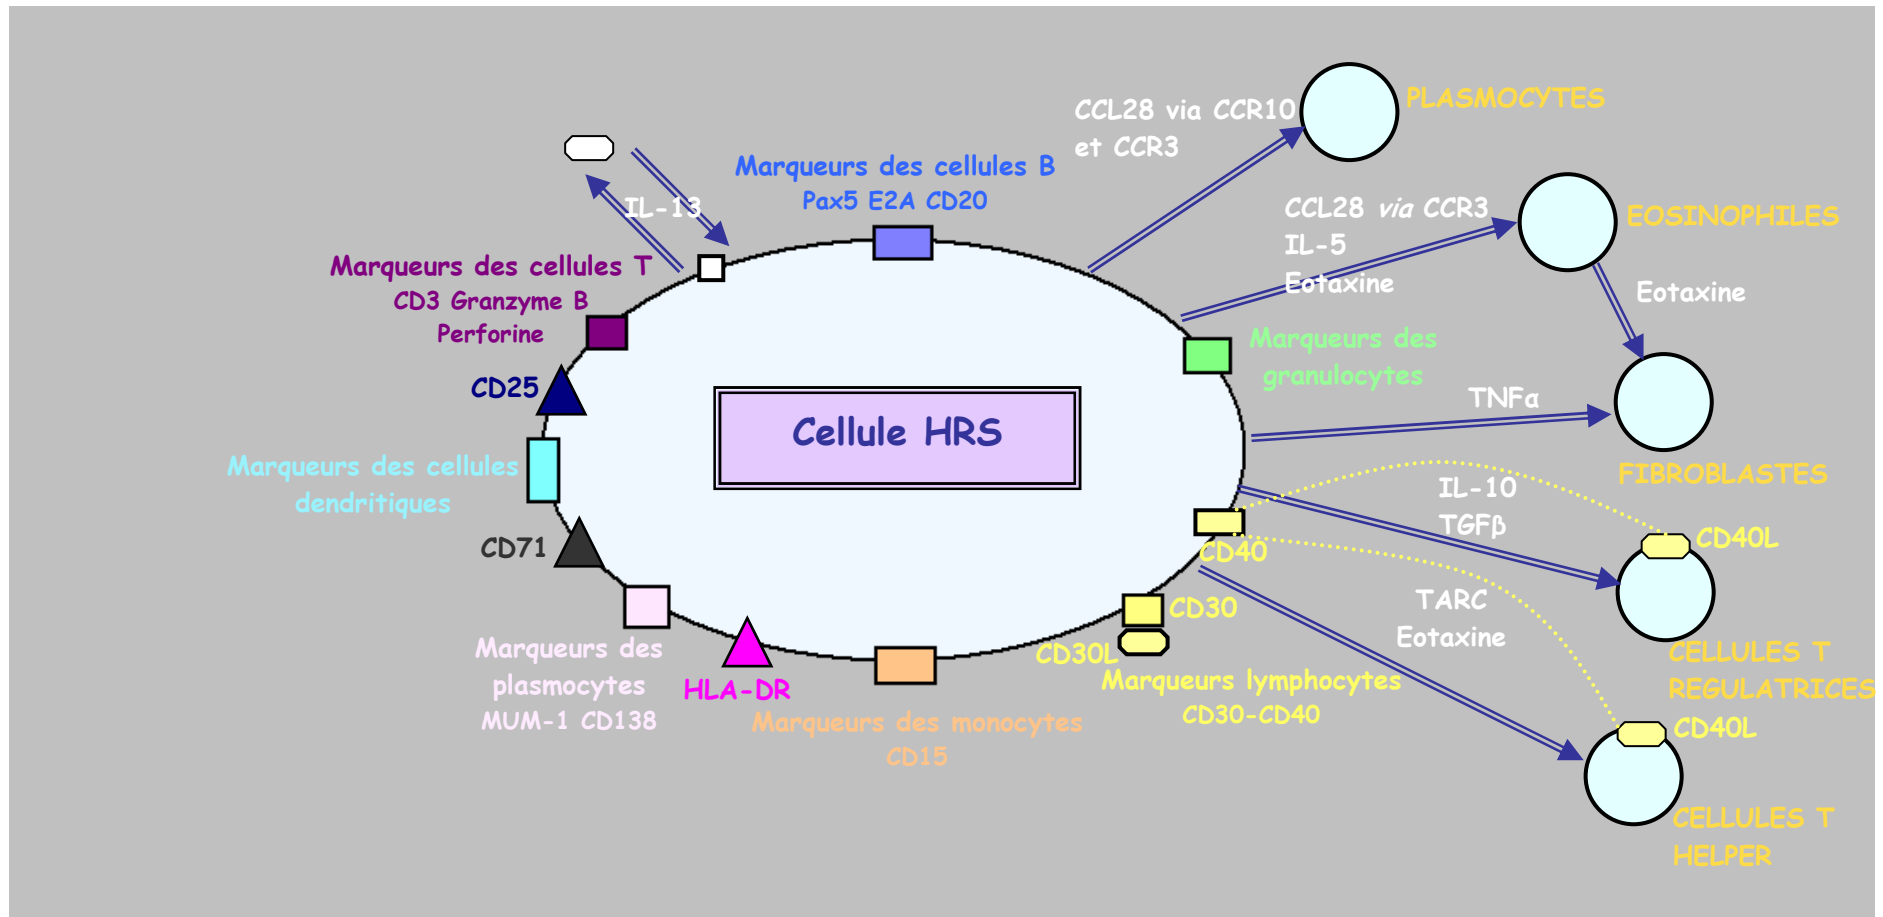 CCL28 via CCR10
et CCR3
PLASMOCYTES
Marqueurs des cellules B
Pax5 E2A CD20
IL-13
CCL28 via CCR3
IL-5
Eotaxine
EOSINOPHILES
Marqueurs des cellules T
CD3 Granzyme B
Perforine
Eotaxine
Marqueurs des
granulocytes
CD25
TNFα
Cellule HRS
Marqueurs des cellules
dendritiques
FIBROBLASTES
IL-10
TGFβ
CD40L
CD71
CD40
TARC
Eotaxine
CD30
CD30L
Marqueurs des
plasmocytes
MUM-1 CD138
HLA-DR
Marqueurs lymphocytes
CD30-CD40
CELLULES T
REGULATRICES
Marqueurs des monocytes
CD15
CD40L
CELLULES T
HELPER